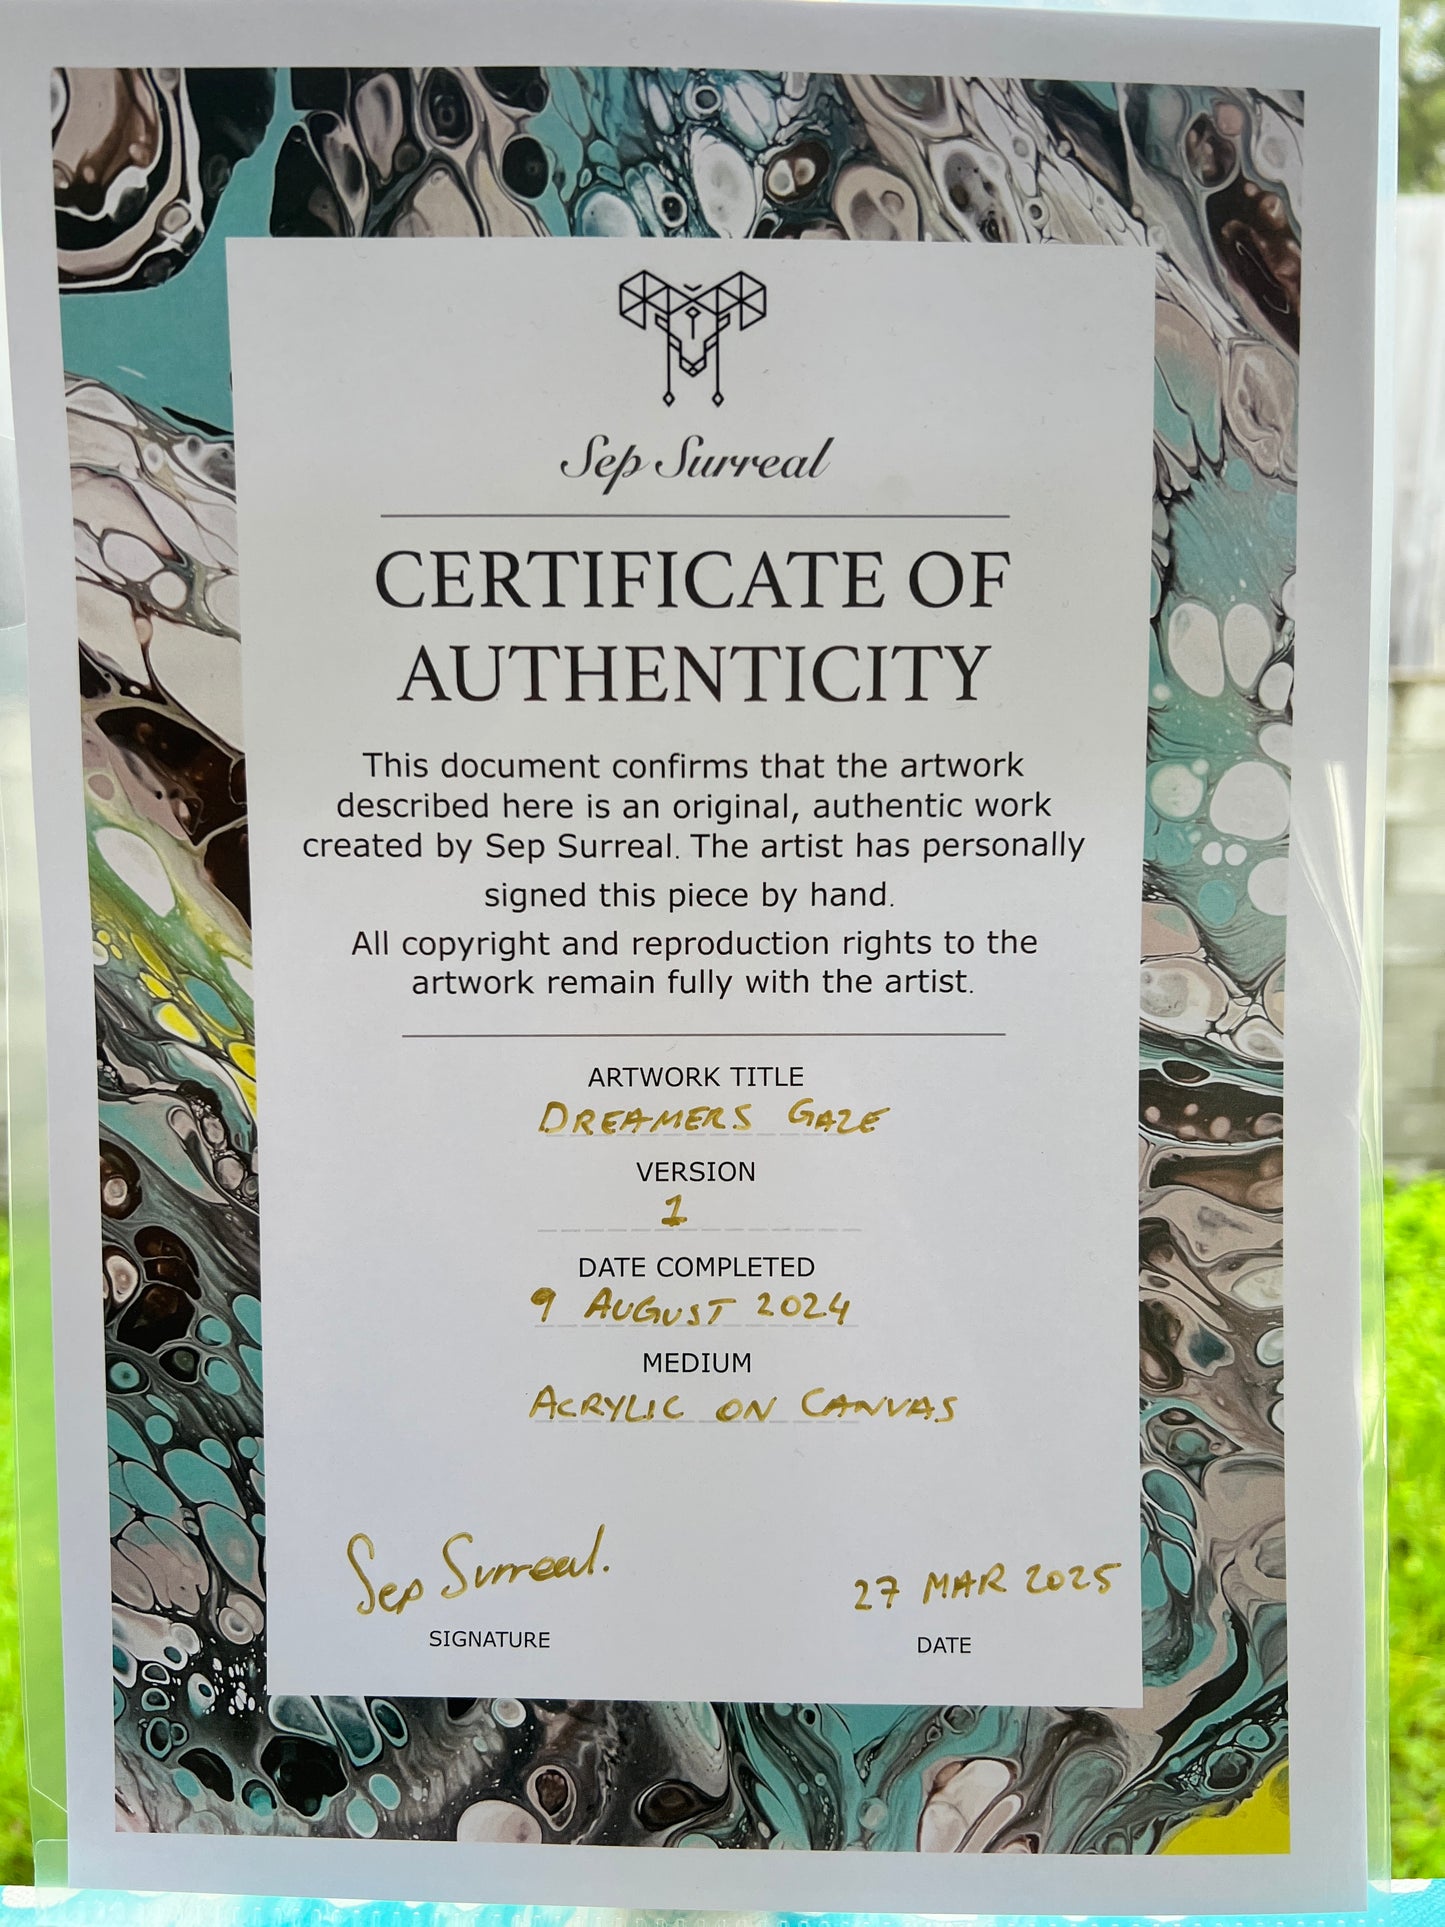 Sep Surreal
CERTIFICATE OF
AUTHENTICITY
This document confirms that the artwork
described here is an original, authentic work
created by Sep Surreal. The artist has personally
signed this piece by hand.
All copyright and reproduction rights to the
artwork remain fully with the artist.
ARTWORK TITLE
DREAMERS GAZE
VERSION
1
DATE COMPLETED
9 AUGUST 2024
MEDIUM
ACRYLIC ON CANVAS
Sep Surreal.
27 MAR 2025
SIGNATURE
DATE